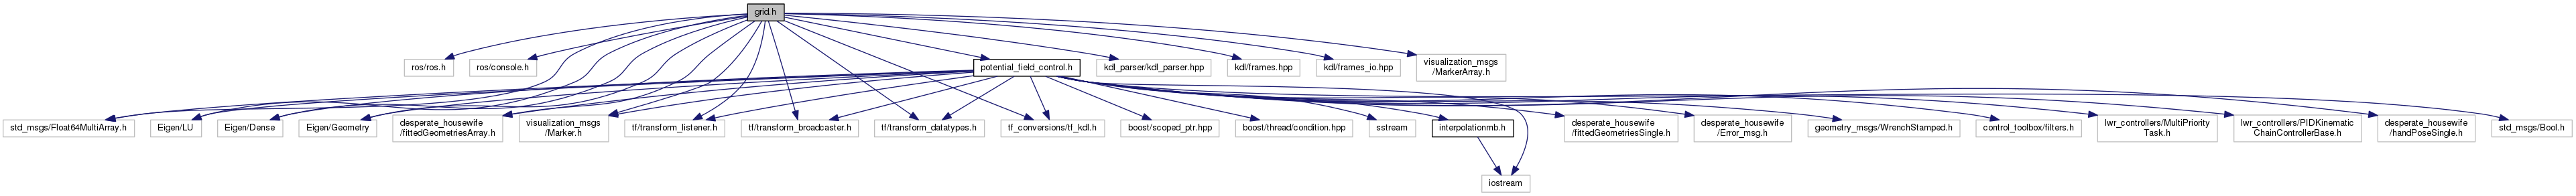 grid.h
ros/ros.h
ros/console.h
potential_field_control.h
kdl_parser/kdl_parser.hpp
kdl/frames.hpp
kdl/frames_io.hpp
visualization_msgs
/MarkerArray.h
std_msgs/Float64MultiArray.h
Eigen/LU
Eigen/Dense
Eigen/Geometry
desperate_housewife
/fittedGeometriesArray.h
visualization_msgs
/Marker.h
tf/transform_listener.h
tf/transform_broadcaster.h
tf/transform_datatypes.h
tf_conversions/tf_kdl.h
boost/scoped_ptr.hpp
boost/thread/condition.hpp
sstream
interpolationmb.h
desperate_housewife
/fittedGeometriesSingle.h
desperate_housewife
/Error_msg.h
geometry_msgs/WrenchStamped.h
control_toolbox/filters.h
lwr_controllers/MultiPriority
Task.h
lwr_controllers/PIDKinematic
ChainControllerBase.h
desperate_housewife
/handPoseSingle.h
std_msgs/Bool.h
iostream